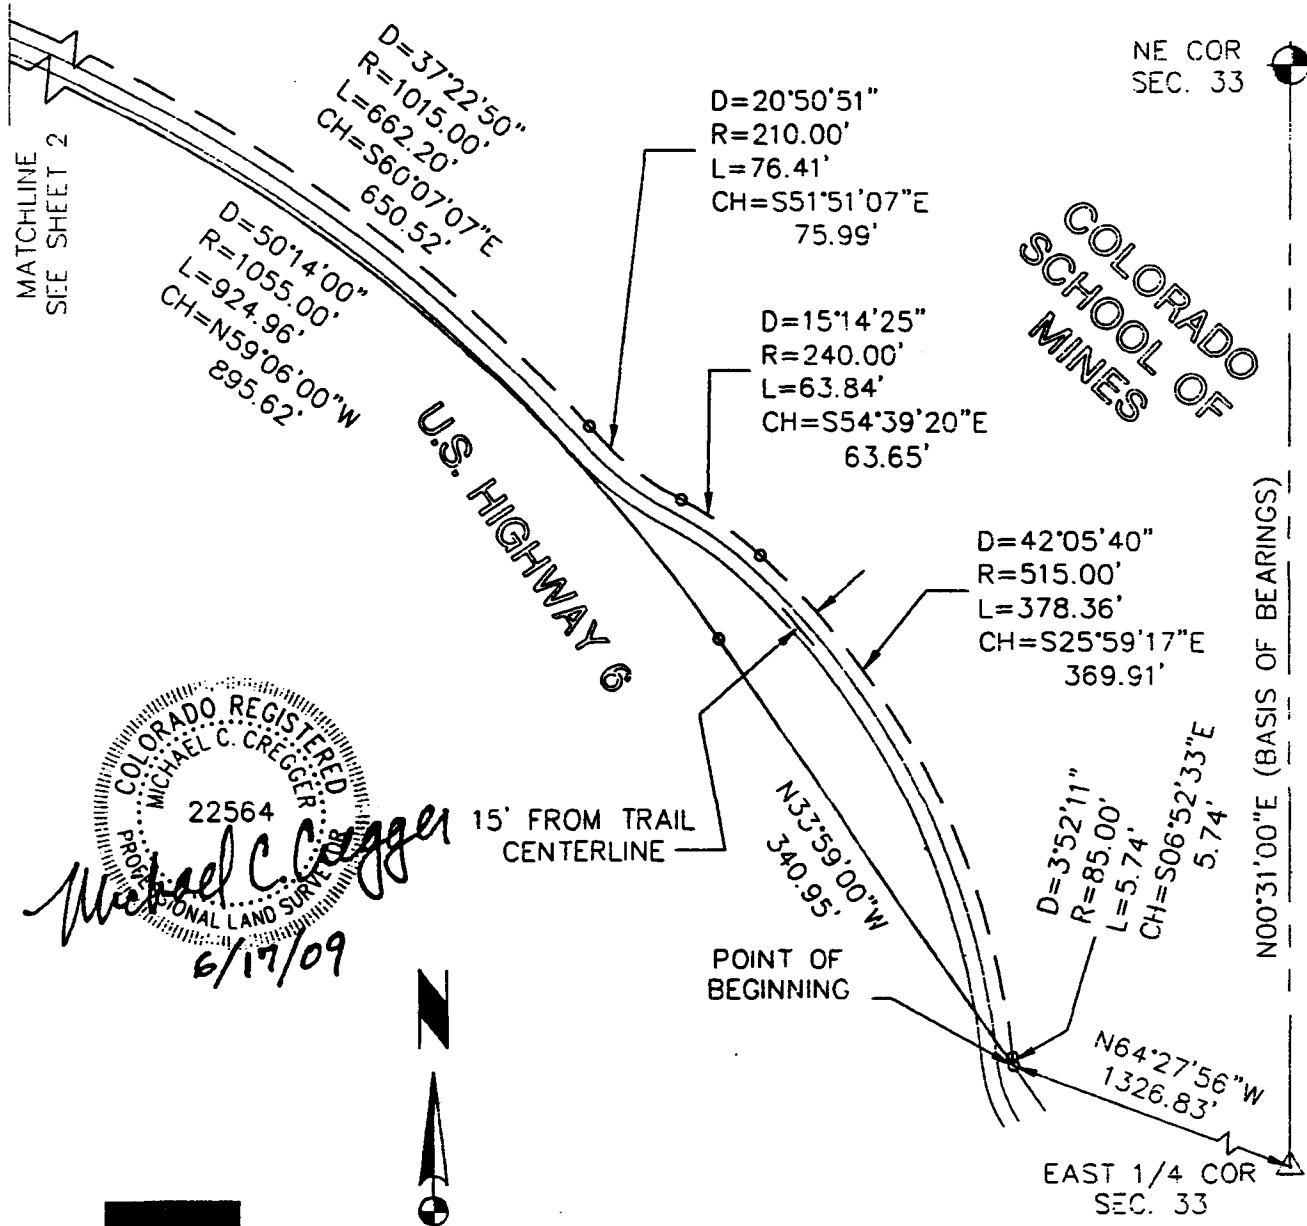 NE COR
SEC. 33
D=37°22'50"
R=1015.00'
L=662.20'
CH=S60°07'07"E
650.52'
D=20°50'51"
R=210.00'
L=76.41'
CH=S51°51'07"E
75.99'
MATCHLINE
SEE SHEET 2
D=50°14'00"
R=1055.00'
L=924.96'
CH=N59°06'00"W
895.62'
COLORADO
SCHOOL OF
MINES
D=15°14'25"
R=240.00'
L=63.84'
CH=S54°39'20"E
63.65'
U.S. HIGHWAY 6
D=42°05'40"
R=515.00'
L=378.36'
CH=S25°59'17"E
369.91'
N00°31'00"E (BASIS OF BEARINGS)
COLORADO REGISTERED
MICHAEL C. CREGGER
22564
PROFESSIONAL LAND SURVEYOR
Michael C. Cregger
6/17/09
15' FROM TRAIL
CENTERLINE
N33°59'00"W
340.95'
D=3°52'11"
R=85.00'
L=5.74'
CH=S06°52'33"E
5.74'
POINT OF
BEGINNING
N
N64°27'56"W
1326.83'
EAST 1/4 COR
SEC. 33